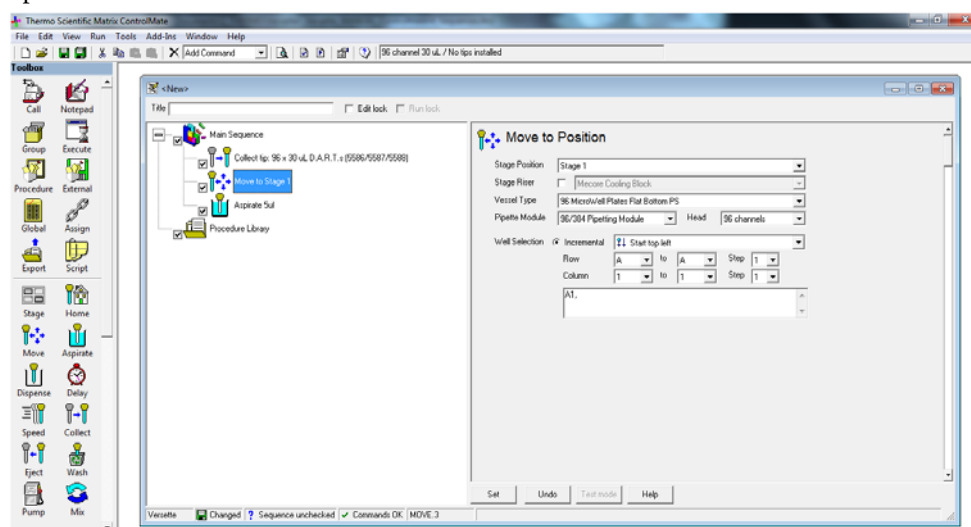 Thermo Scientific Matrix ControlMate
File Edit View Run Tools Add-Ins Window Help
Add Command 96 channel 30 uL / No tips installed
Toolbox
Call Notepad
Group Execute
Procedure External
Global Assign
Export Script
Stage Home
Move Aspirate
Dispense Delay
Speed Collect
Eject Wash
Pump Mix
<New>
Title Edit lock Run lock
Main Sequence
Collect tip: 96 x 30 uL D.A.R.T.s (5586/5587/5588)
Move to Stage 1
Aspirate 5ul
Procedure Library
Move to Position
Stage Position Stage 1
Stage Riser Mecore Cooling Block
Vessel Type 96 MicroWell Plates Flat Bottom PS
Pipette Module 96/384 Pipetting Module Head 96 channels
Well Selection Incremental Start top left
Row A to A Step 1
Column 1 to 1 Step 1
A1,
Set Undo Test mode Help
Versette Changed ? Sequence unchecked Commands OK MOVE.3